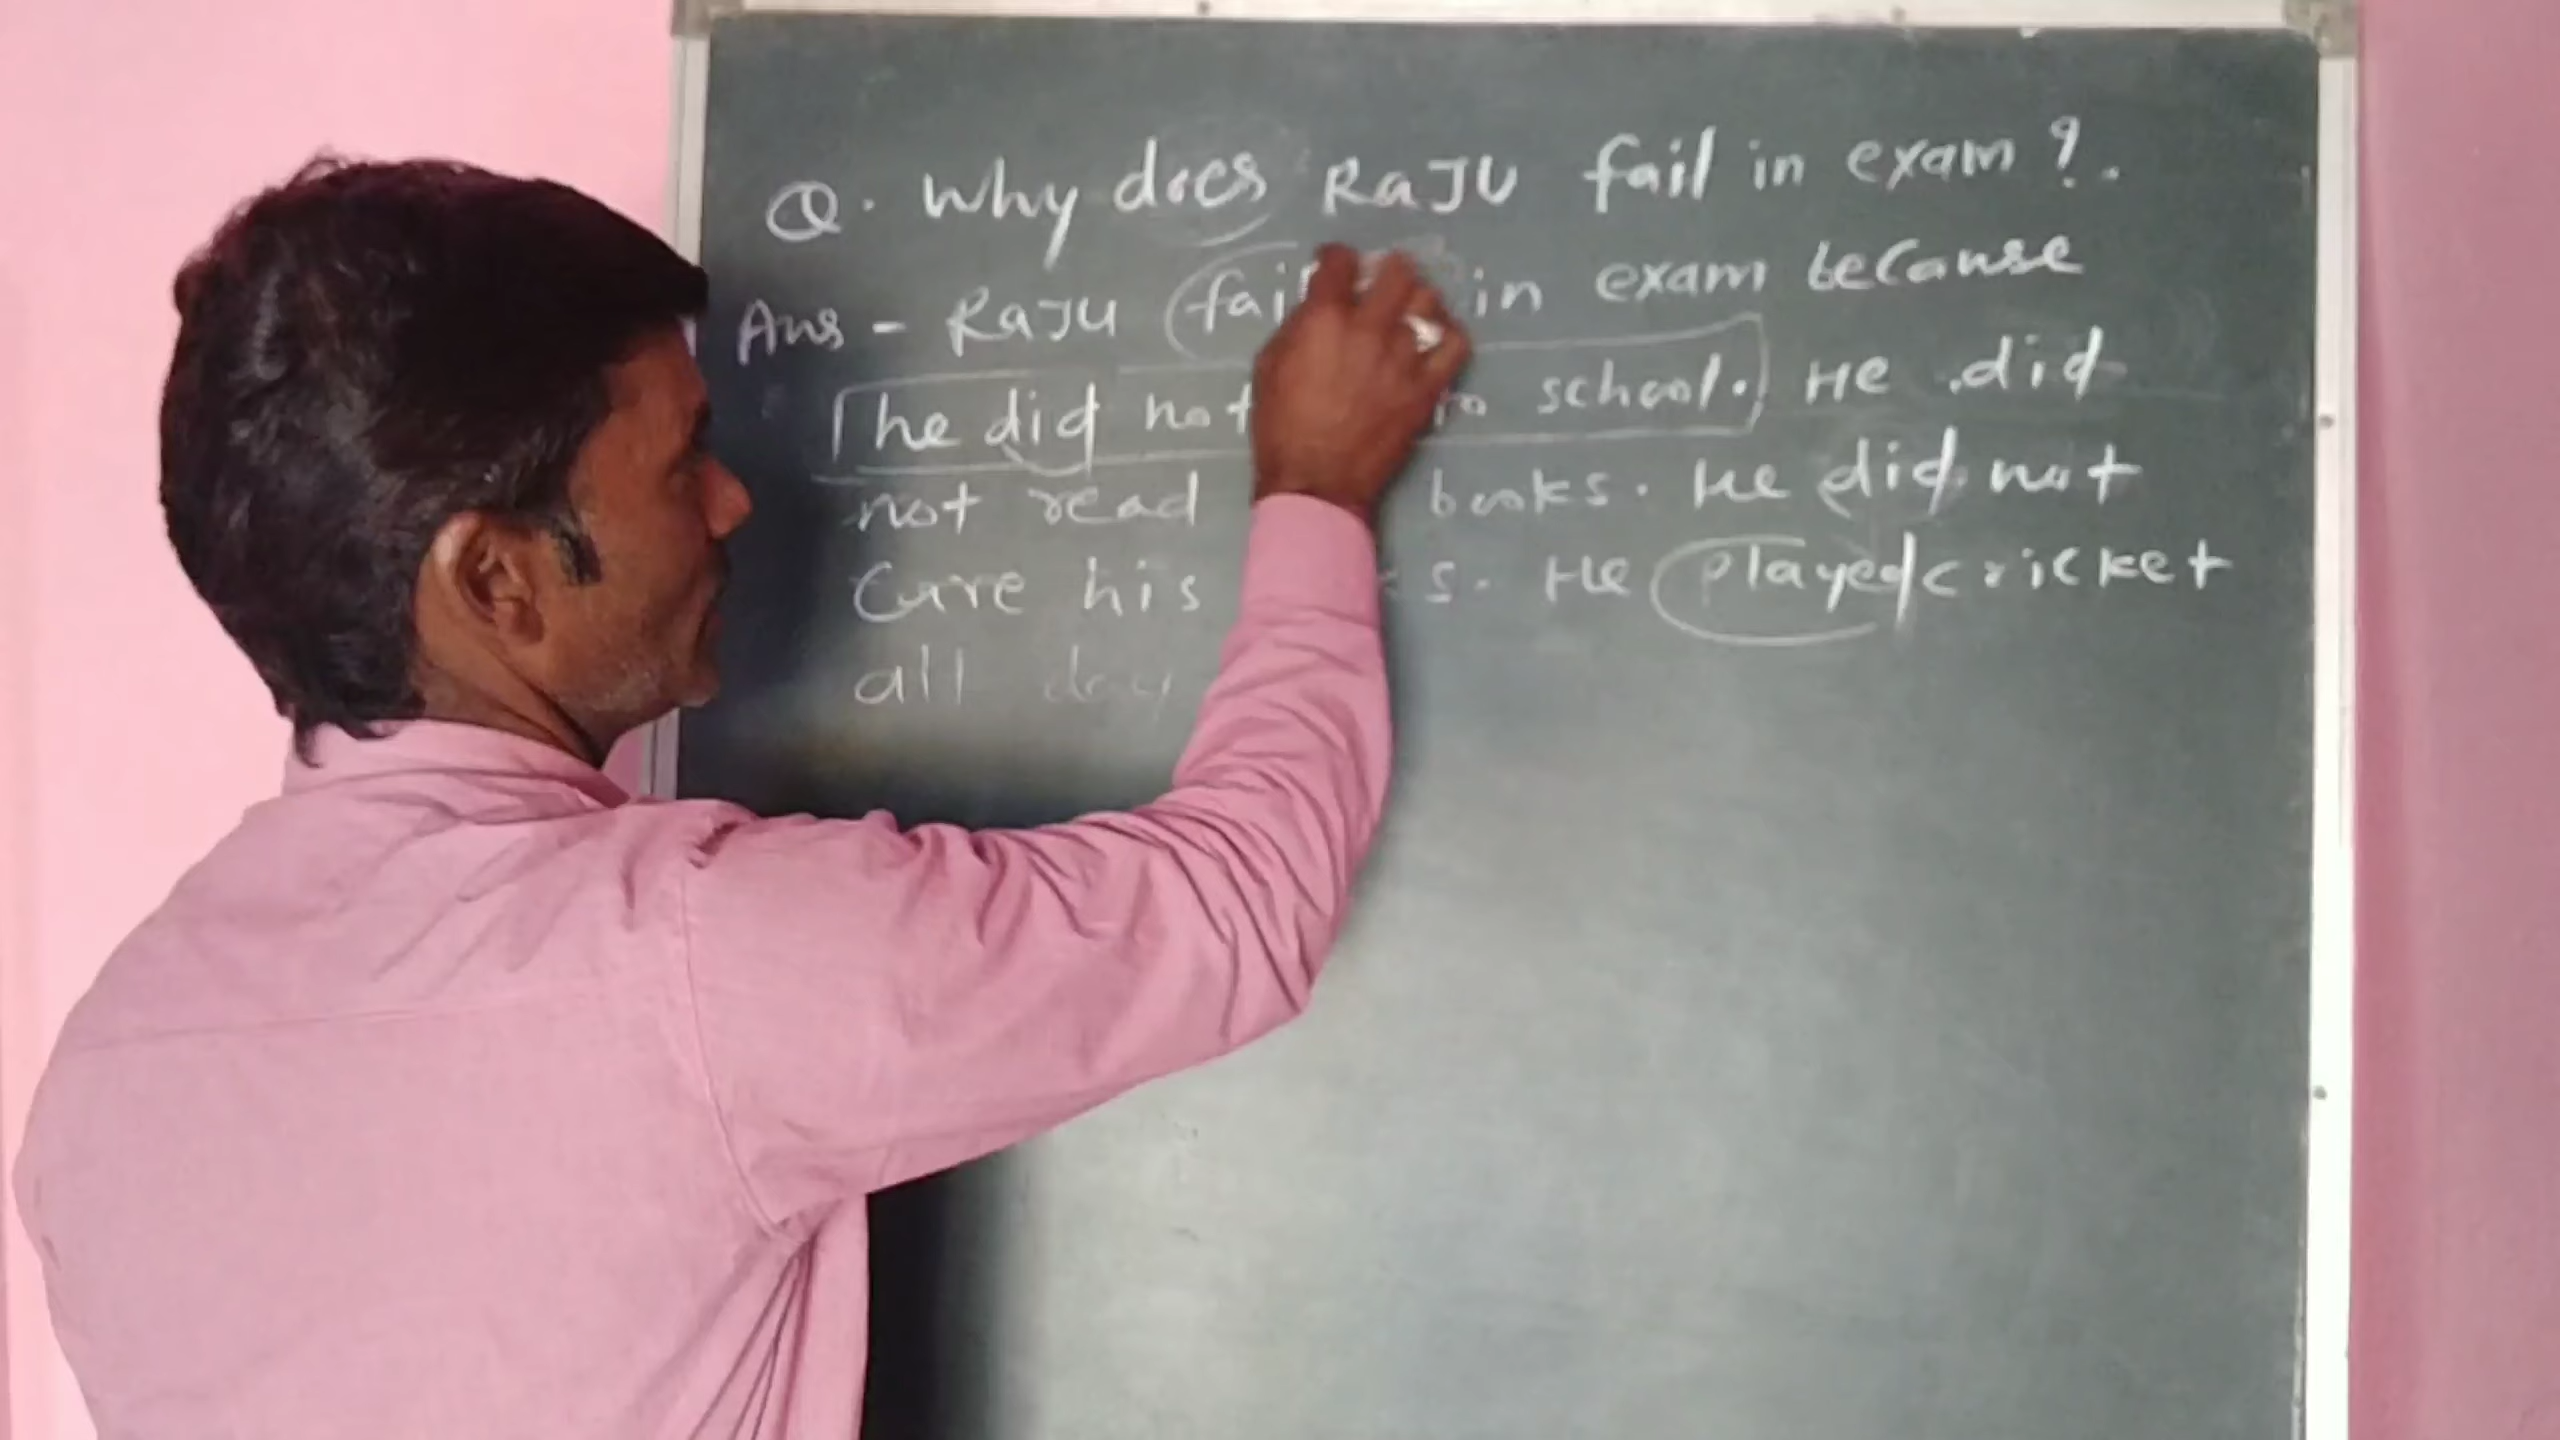 Q. Why does RaJU fail in exam ?.
Ans - RaJU in exam because
he did not to school. He did
not read books. He did not
Care his He played cricket
all day